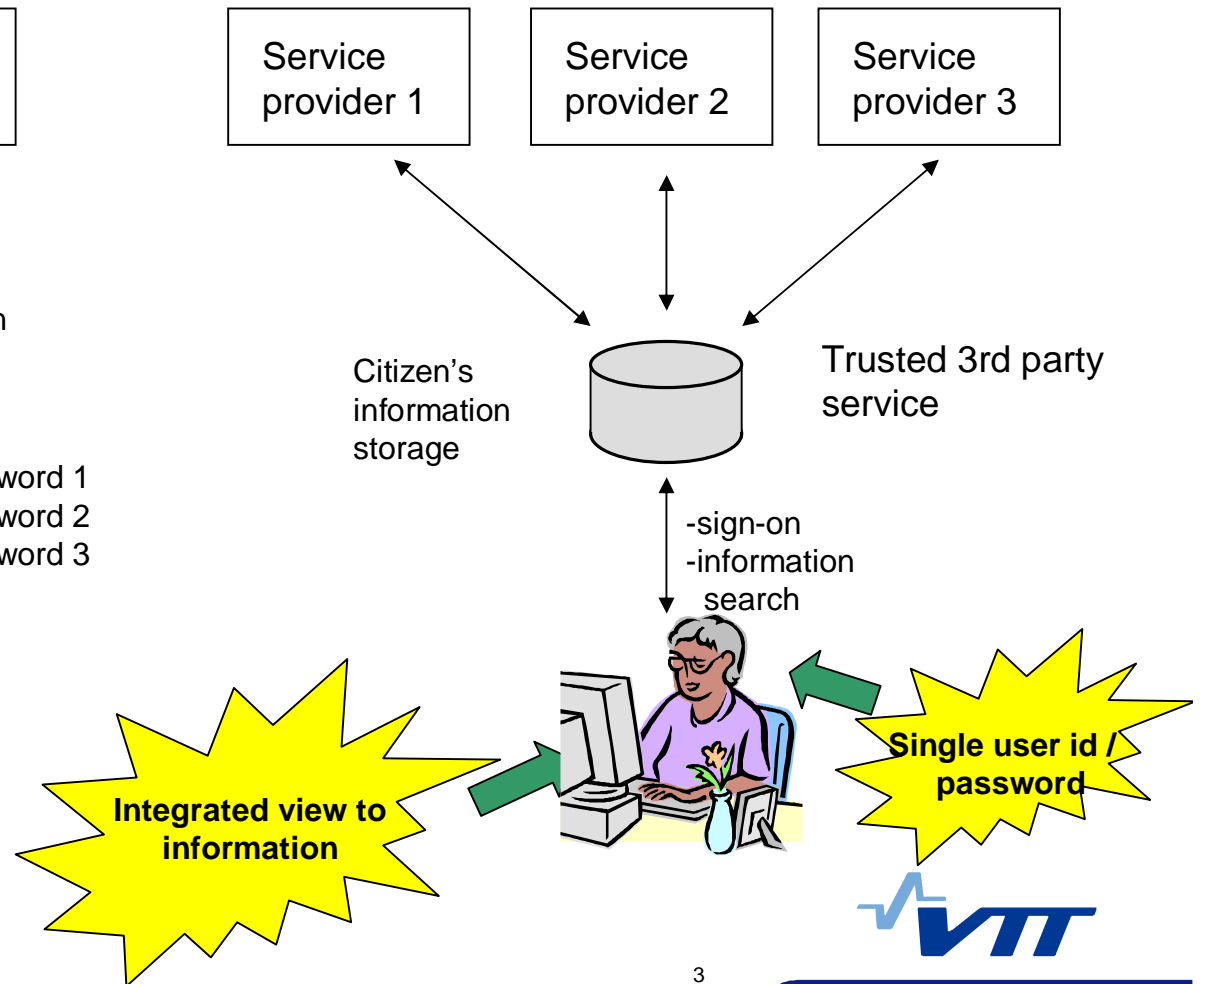 Service
provider 1
Service
provider 2
Service
provider 3
n
Citizen's
information
storage
Trusted 3rd party
service
word 1
word 2
word 3
-sign-on
-information
search
Integrated view to
information
Single user id /
password
VTT
3